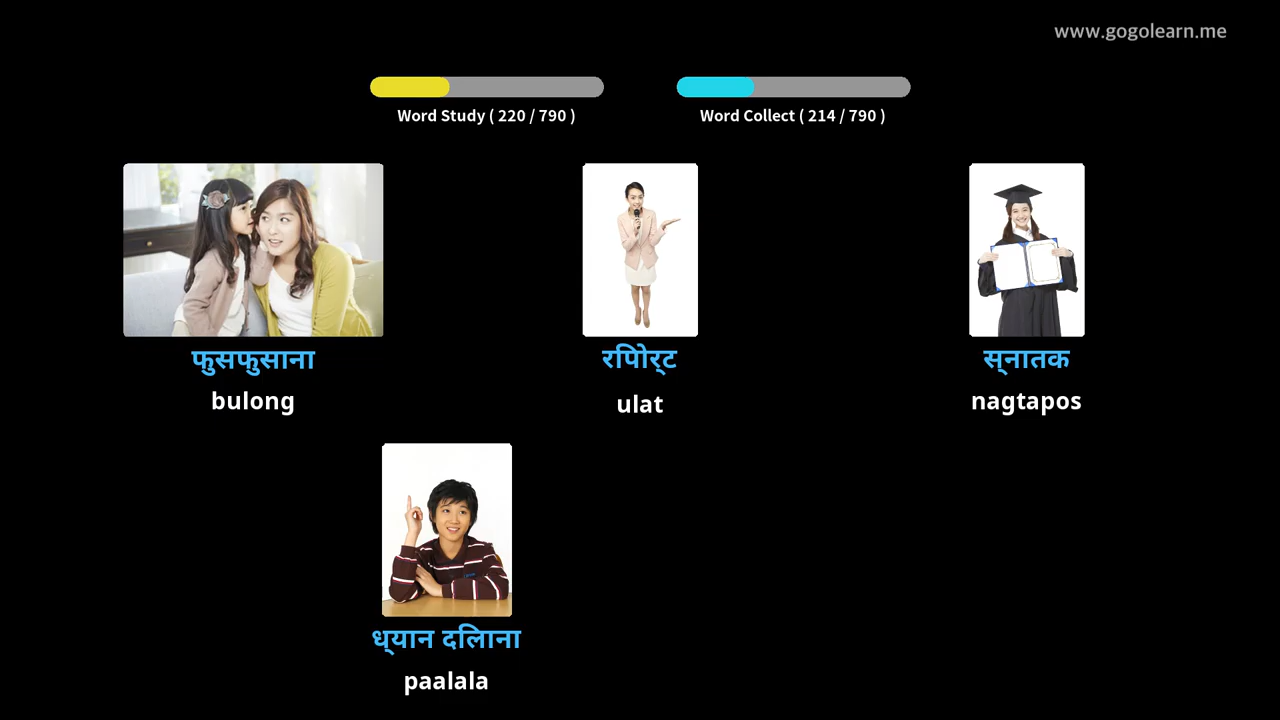 www.gogolearn.me
Word Study ( 220 / 790 )
Word Collect ( 214 / 790 )
फुसफुसाना
रिपोर्ट
स्नातक
bulong
ulat
nagtapos
ध्यान दिलाना
paalala